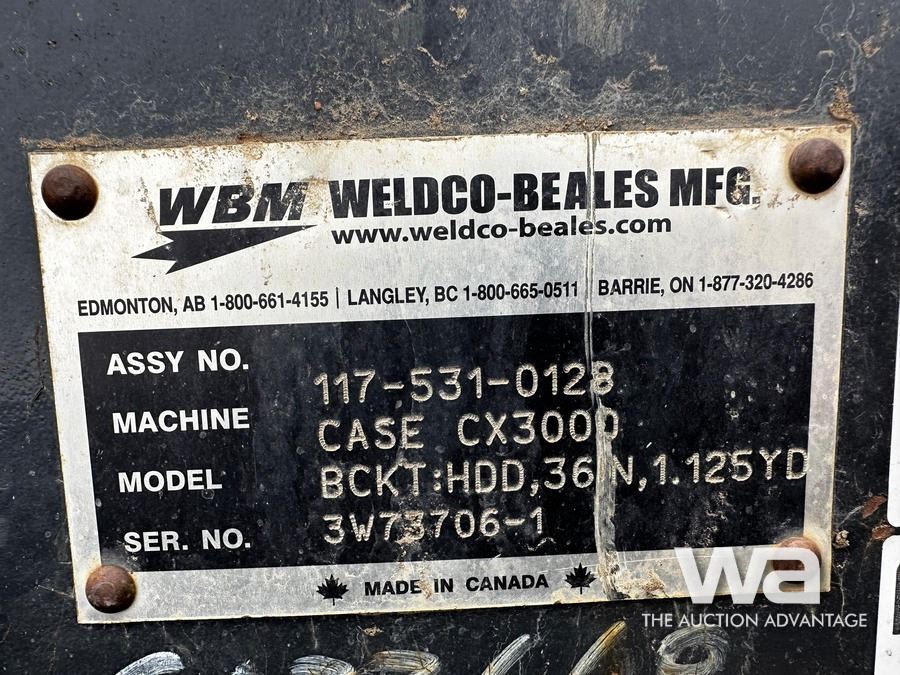 WBM WELDCO-BEALES MFG.
www.weldco-beales.com
EDMONTON, AB 1-800-661-4155 | LANGLEY, BC 1-800-665-0511 | BARRIE, ON 1-877-320-4286
ASSY NO. 117-531-0128
MACHINE CASE CX300D
MODEL BCKT:HDD,36IN,1.125YD
SER. NO. 3W73706-1
MADE IN CANADA
wa
THE AUCTION ADVANTAGE